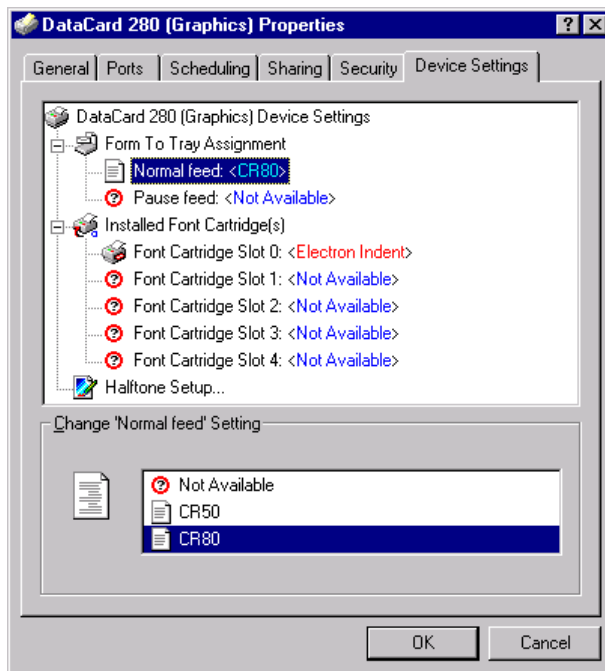 DataCard 280 (Graphics) Properties
General Ports Scheduling Sharing Security Device Settings
DataCard 280 (Graphics) Device Settings
Form To Tray Assignment
Normal feed: <CR80>
Pause feed: <Not Available>
Installed Font Cartridge(s)
Font Cartridge Slot 0: <Electron Indent>
Font Cartridge Slot 1: <Not Available>
Font Cartridge Slot 2: <Not Available>
Font Cartridge Slot 3: <Not Available>
Font Cartridge Slot 4: <Not Available>
Halftone Setup...
Change 'Normal feed' Setting
Not Available
CR50
CR80
OK Cancel